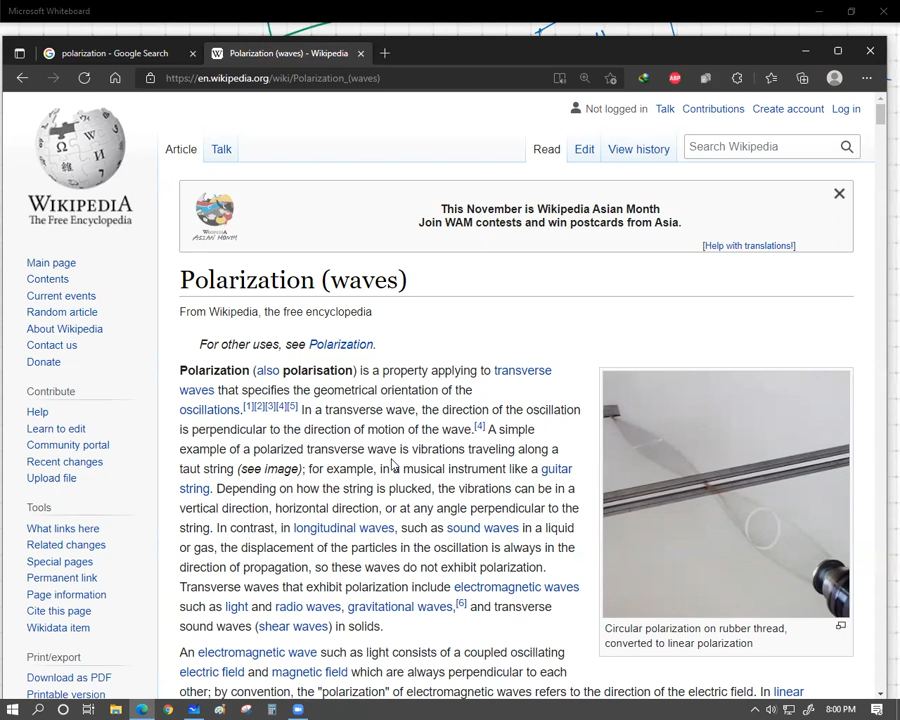 Microsoft Whiteboard
polarization - Google Search
Polarization (waves) - Wikipedia
https://en.wikipedia.org/wiki/Polarization_(waves)
Not logged in Talk Contributions Create account Log in
Article Talk Read Edit View history Search Wikipedia
WIKIPEDIA
The Free Encyclopedia
WIKIPEDIA
ASIAN MONTH
This November is Wikipedia Asian Month
Join WAM contests and win postcards from Asia.
[Help with translations!]
Main page
Contents
Current events
Random article
About Wikipedia
Contact us
Donate
Contribute
Help
Learn to edit
Community portal
Recent changes
Upload file
Tools
What links here
Related changes
Special pages
Permanent link
Page information
Cite this page
Wikidata item
Print/export
Download as PDF
Printable version
Polarization (waves)
From Wikipedia, the free encyclopedia
For other uses, see Polarization.
Polarization (also polarisation) is a property applying to transverse
waves that specifies the geometrical orientation of the
oscillations.[1][2][3][4][5] In a transverse wave, the direction of the oscillation
is perpendicular to the direction of motion of the wave.[4] A simple
example of a polarized transverse wave is vibrations traveling along a
taut string (see image); for example, in a musical instrument like a guitar
string. Depending on how the string is plucked, the vibrations can be in a
vertical direction, horizontal direction, or at any angle perpendicular to the
string. In contrast, in longitudinal waves, such as sound waves in a liquid
or gas, the displacement of the particles in the oscillation is always in the
direction of propagation, so these waves do not exhibit polarization.
Transverse waves that exhibit polarization include electromagnetic waves
such as light and radio waves, gravitational waves,[6] and transverse
sound waves (shear waves) in solids.
An electromagnetic wave such as light consists of a coupled oscillating
electric field and magnetic field which are always perpendicular to each
other; by convention, the "polarization" of electromagnetic waves refers to the direction of the electric field. In linear
Circular polarization on rubber thread,
converted to linear polarization
8:00 PM